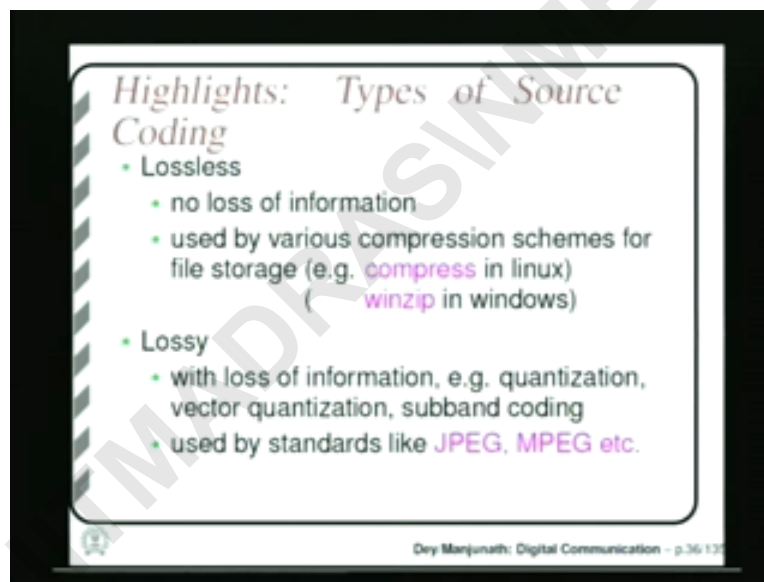 Highlights: Types of Source
Coding
• Lossless
• no loss of information
• used by various compression schemes for
file storage (e.g. compress in linux)
( winzip in windows)
• Lossy
• with loss of information, e.g. quantization,
vector quantization, subband coding
• used by standards like JPEG, MPEG etc.
Dey Manjunath: Digital Communication – p.36/135